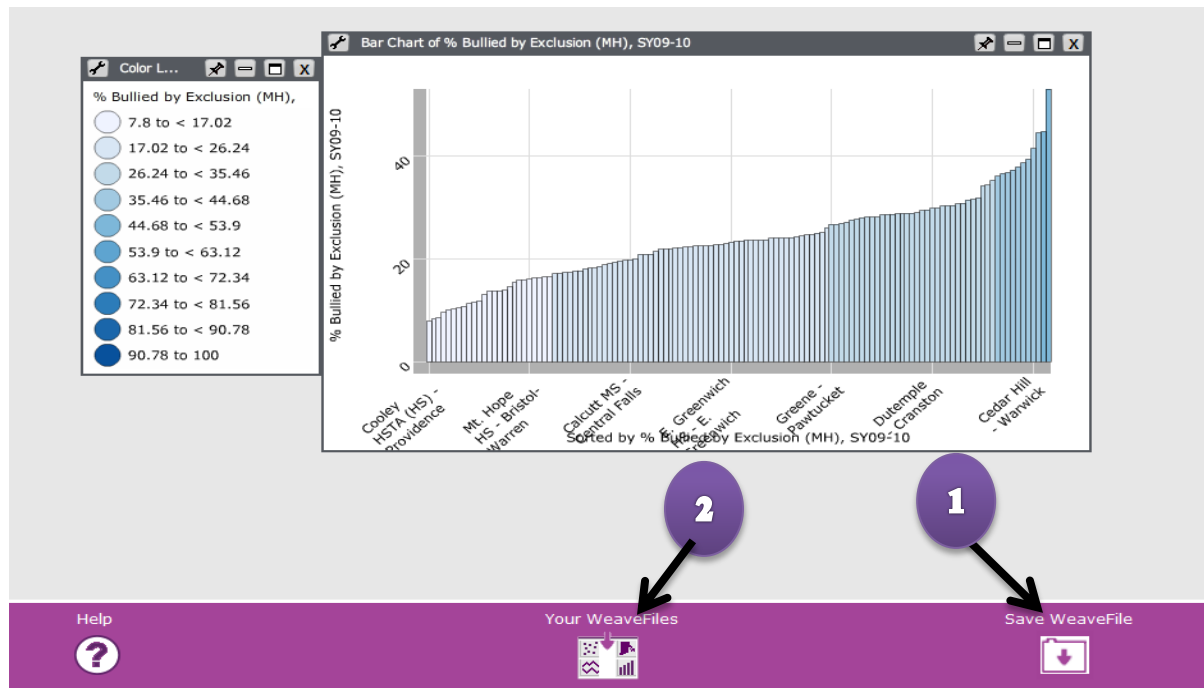 Bar Chart of % Bullied by Exclusion (MH), SY09-10
X
Color L...
X
% Bullied by Exclusion (MH),
7.8 to < 17.02
17.02 to < 26.24
26.24 to < 35.46
35.46 to < 44.68
44.68 to < 53.9
53.9 to < 63.12
63.12 to < 72.34
72.34 to < 81.56
81.56 to < 90.78
90.78 to 100
% Bullied by Exclusion (MH), SY09-10
40
20
0
Cooley
HSTA (HS) -
Providence
Mt. Hope
HS - Bristol-
Warren
Calcutt MS -
Central Falls
E. Greenwich
HS - E.
Greenwich
Greene -
Pawtucket
Dutemple
- Cranston
Cedar Hill
- Warwick
Sorted by % Bullied by Exclusion (MH), SY09-10
2
1
Help
?
Your WeaveFiles
Save WeaveFile